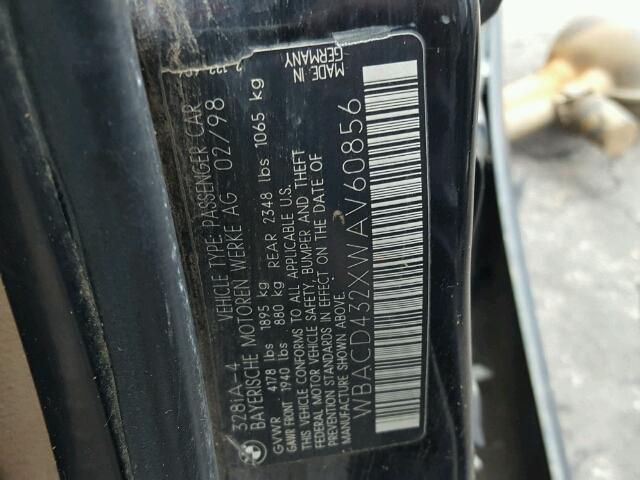 328iA-4 VEHICLE TYPE: PASSENGER CAR MADE IN
BAYERISCHE MOTOREN WERKE AG 02/98 GERMANY
GVWR 4178 lbs 1895 kg
GAWR FRONT 1940 lbs 880 kg REAR 2348 lbs 1065 kg
THIS VEHICLE CONFORMS TO ALL APPLICABLE U.S.
FEDERAL MOTOR VEHICLE SAFETY, BUMPER AND THEFT
PREVENTION STANDARDS IN EFFECT ON THE DATE OF
MANUFACTURE SHOWN ABOVE.
WBACD432XWAV60856